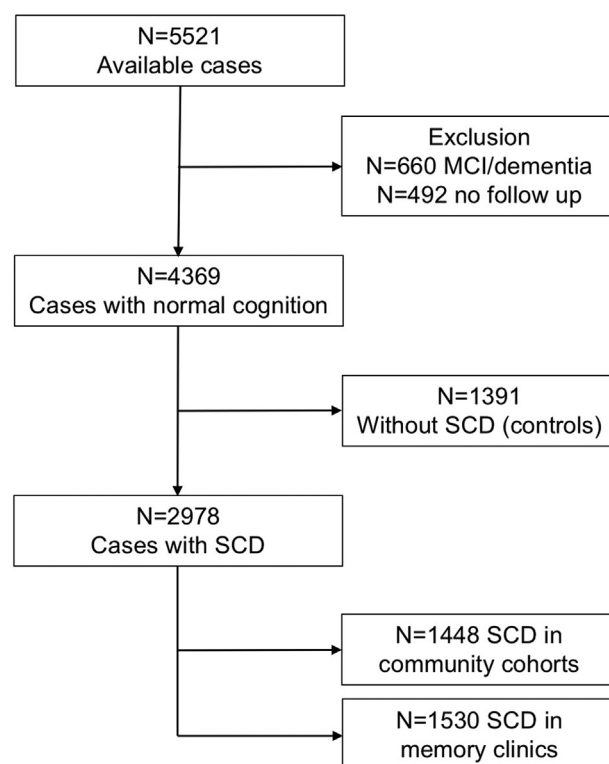 N=5521
Available cases
Exclusion
N=660 MCI/dementia
N=492 no follow up
N=4369
Cases with normal cognition
N=1391
Without SCD (controls)
N=2978
Cases with SCD
N=1448 SCD in
community cohorts
N=1530 SCD in
memory clinics